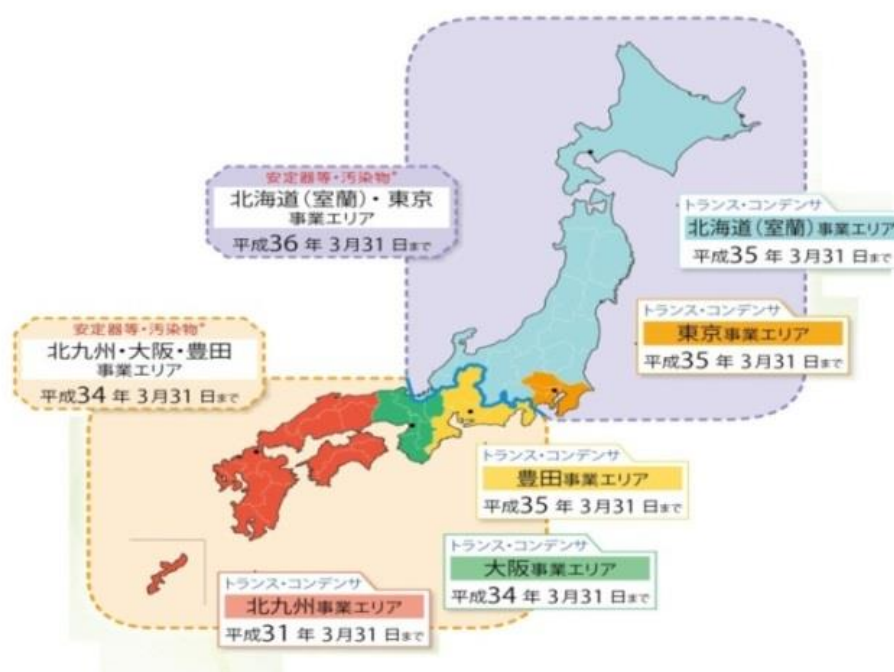 安定器等・汚染物*
北海道(室蘭)・東京
事業エリア
平成36年 3月31日まで
トランス・コンデンサ
北海道(室蘭)事業エリア
平成35年 3月31日まで
トランス・コンデンサ
東京事業エリア
平成35年 3月31日まで
安定器等・汚染物*
北九州・大阪・豊田
事業エリア
平成34年 3月31日まで
トランス・コンデンサ
豊田事業エリア
平成35年 3月31日まで
トランス・コンデンサ
大阪事業エリア
平成34年 3月31日まで
トランス・コンデンサ
北九州事業エリア
平成31年 3月31日まで